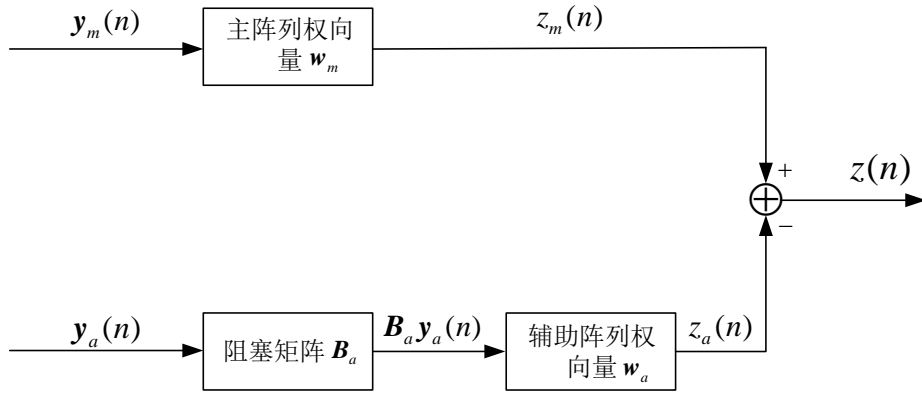 y_m(n)
主阵列权向
量 w_m
z_m(n)
+
z(n)
−
y_a(n)
阻塞矩阵 B_a
B_a y_a(n)
辅助阵列权
向量 w_a
z_a(n)